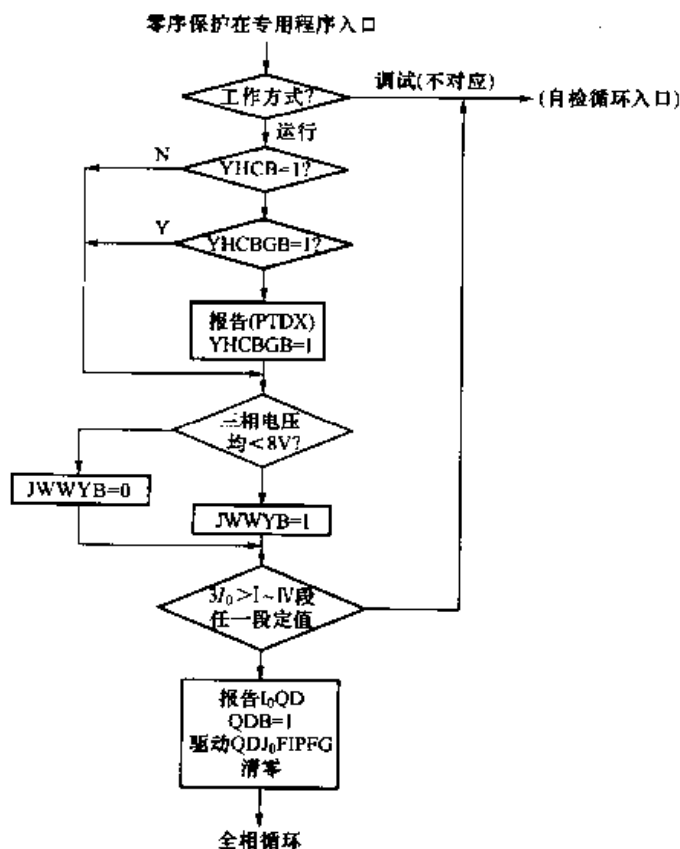 零序保护在专用程序入口
工作方式?
调试(不对应)
(自检循环入口)
运行
N
YHCB=1?
Y
YHCBGB=1?
报告(PTDX)
YHCBGB=1
三相电压
均<8V?
JWWYB=0
JWWYB=1
3I₀>I~Ⅳ段
任一段定值
报告I₀QD
QDB=1
驱动QDJ₀FIPFG
清零
全相循环